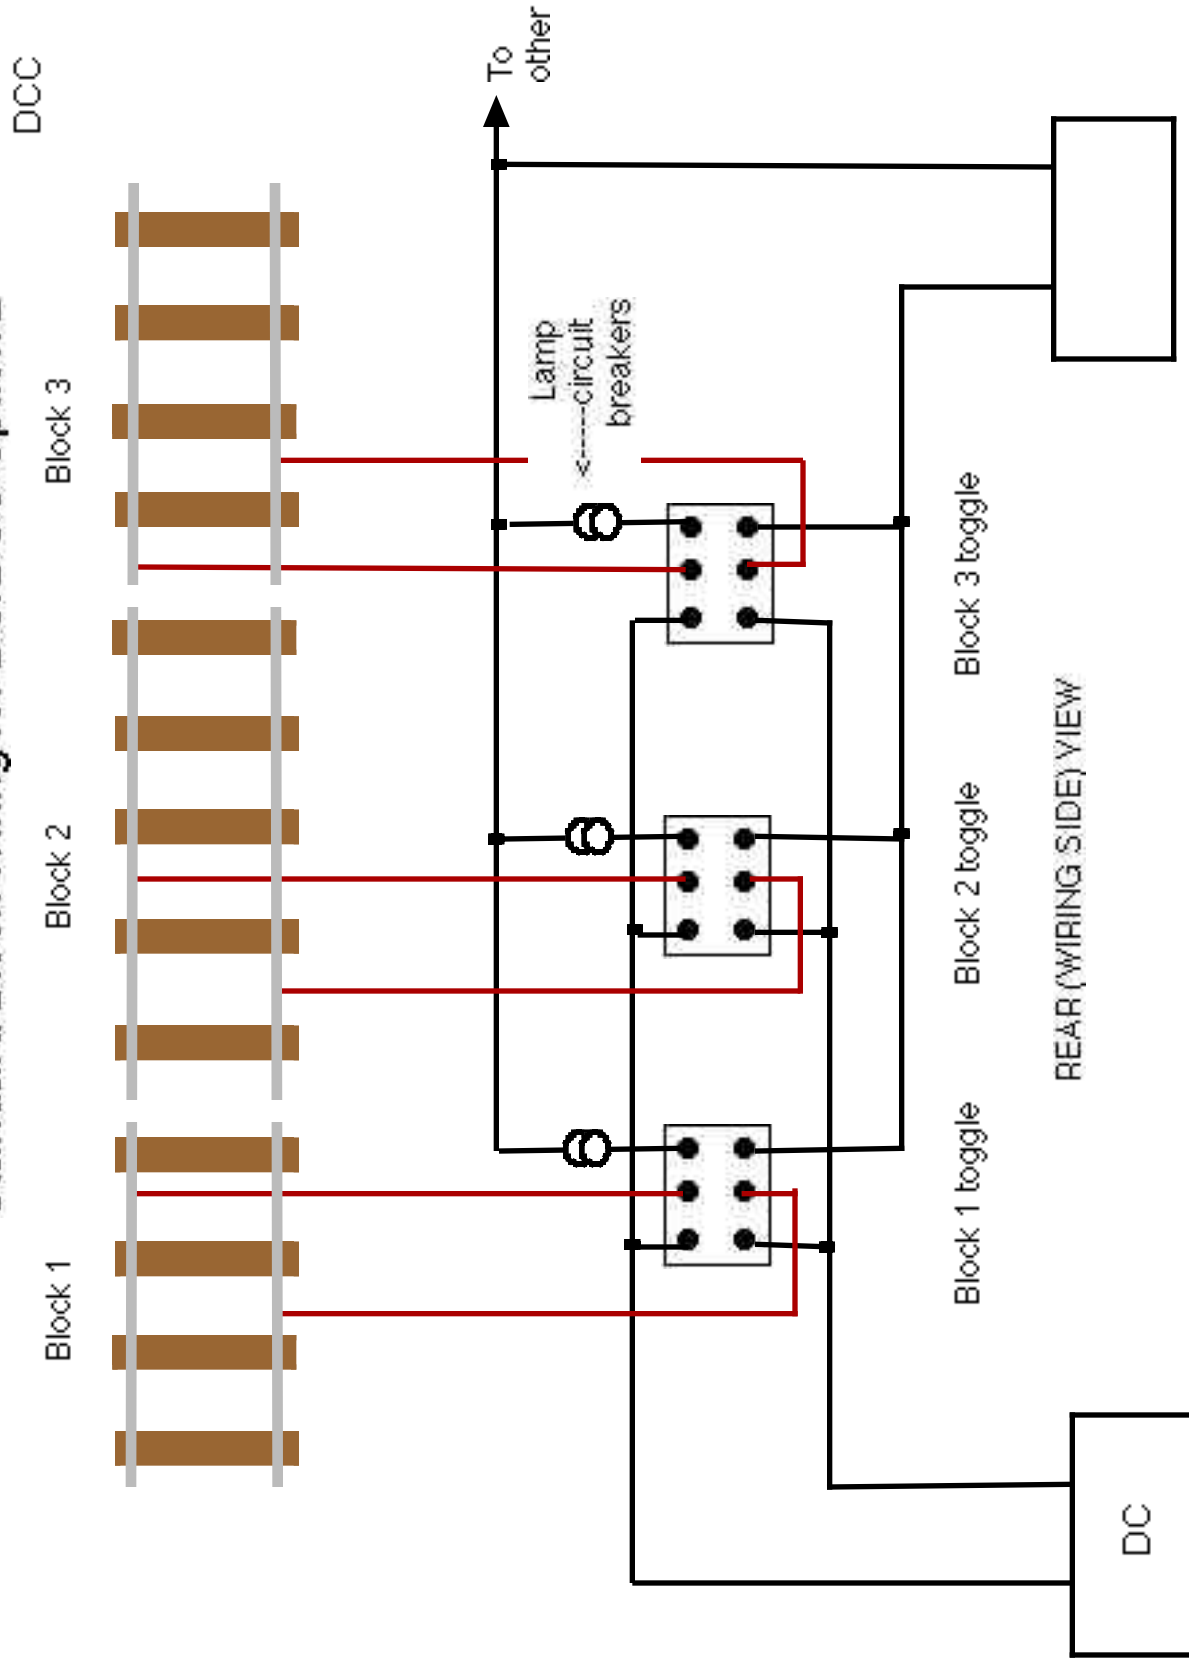 DCC
Block 1
Block 2
Block 3
To
other
Lamp
<-----circuit
breakers
Block 1 toggle
Block 2 toggle
Block 3 toggle
REAR (WIRING SIDE) VIEW
DC